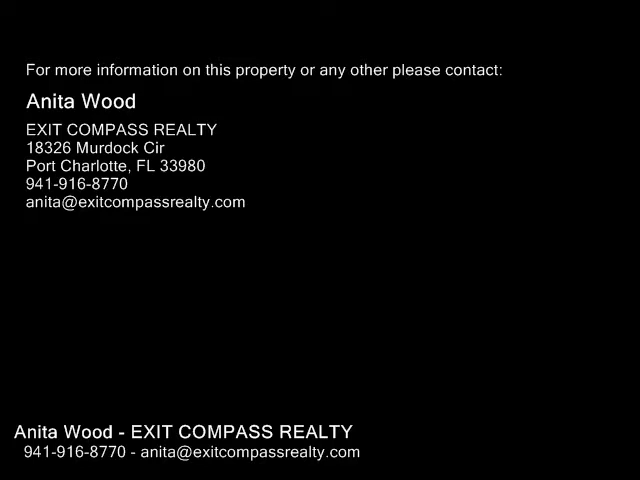 For more information on this property or any other please contact:
Anita Wood
EXIT COMPASS REALTY
18326 Murdock Cir
Port Charlotte, FL 33980
941-916-8770
anita@exitcompassrealty.com
Anita Wood - EXIT COMPASS REALTY
941-916-8770 - anita@exitcompassrealty.com